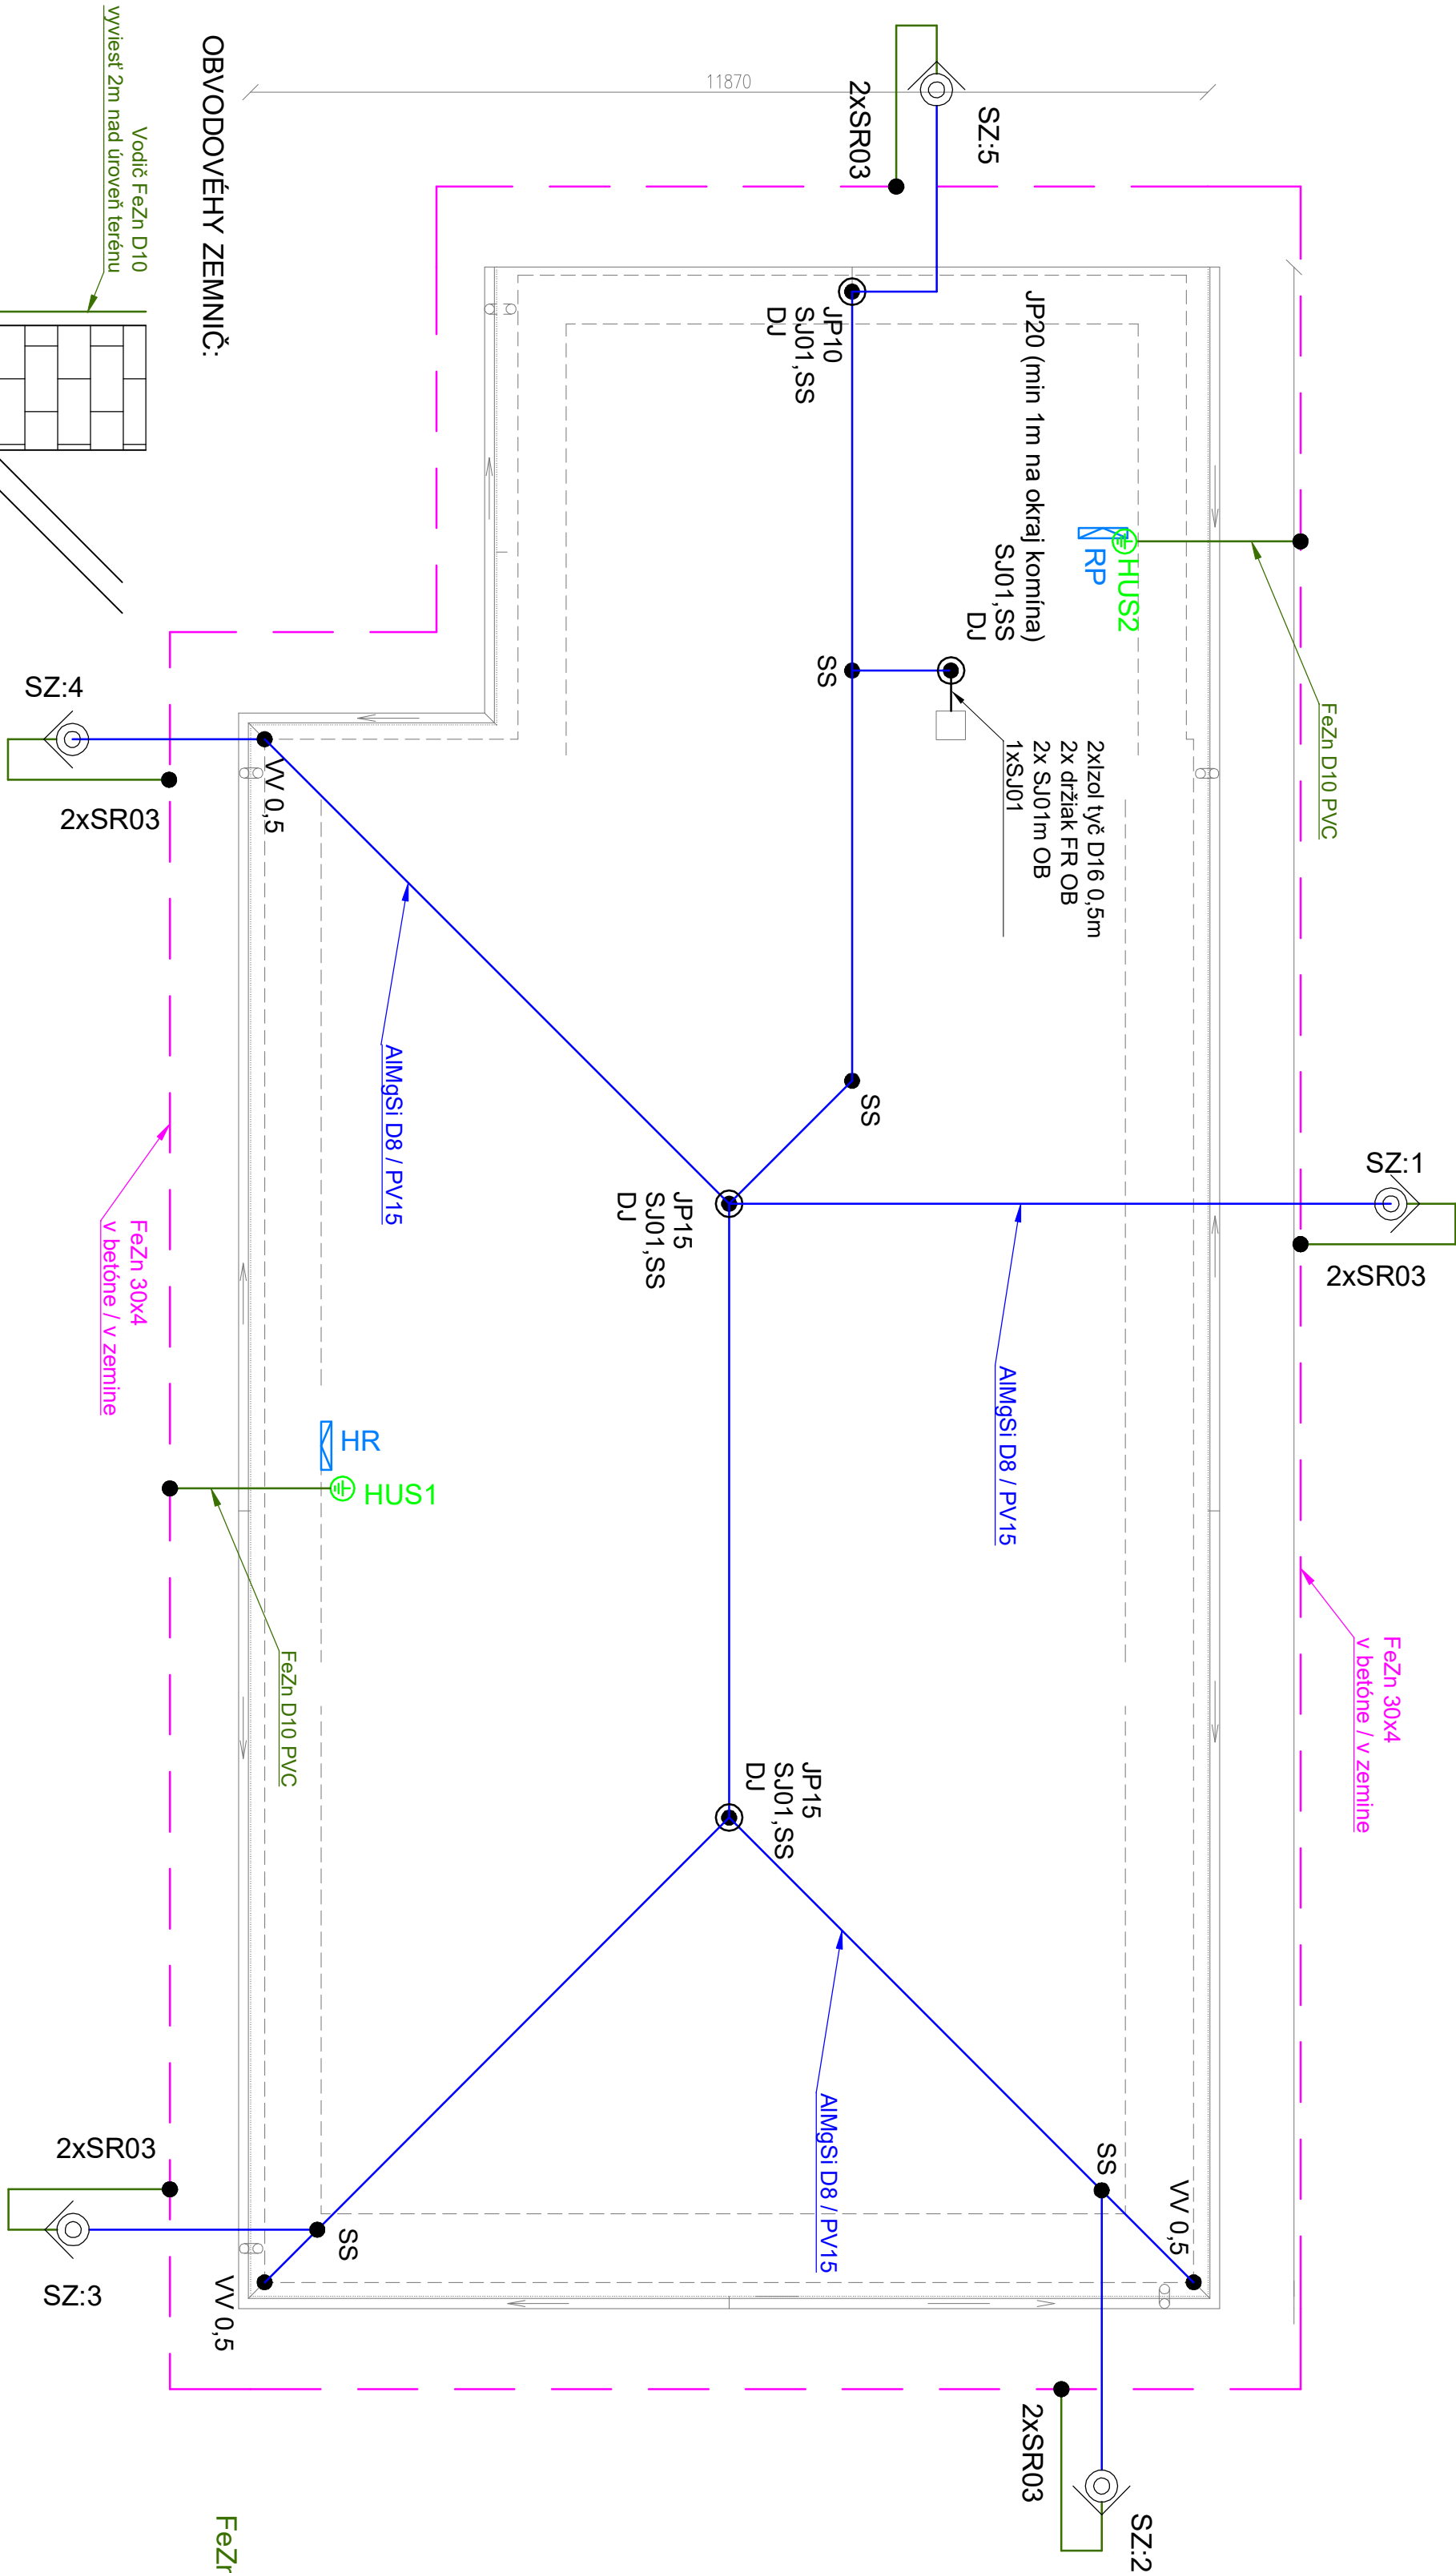 11870
SZ:5
2xSR03
OBVODOVÉHY ZEMNIČ:
Vodič FeZn D10
vyviesť 2m nad úroveň terénu
JP10
SJ01,SS
DJ
JP20 (min 1m na okraj komína)
SJ01,SS
DJ
HUS2
RP
FeZn D10 PVC
SS
2xIzol tyč D16 0,5m
2x držiak FR OB
2x SJ01m OB
1xSJ01
SZ:4
2xSR03
VV 0,5
AlMgSi D8 / PV15
SS
SZ:1
2xSR03
JP15
SJ01,SS
DJ
FeZn 30x4
v betóne / v zemine
AlMgSi D8 / PV15
HR
HUS1
FeZn D10 PVC
FeZn 30x4
v betóne / v zemine
JP15
SJ01,SS
DJ
AlMgSi D8 / PV15
SS
VV 0,5
2xSR03
SS
SZ:3
VV 0,5
2xSR03
SZ:2